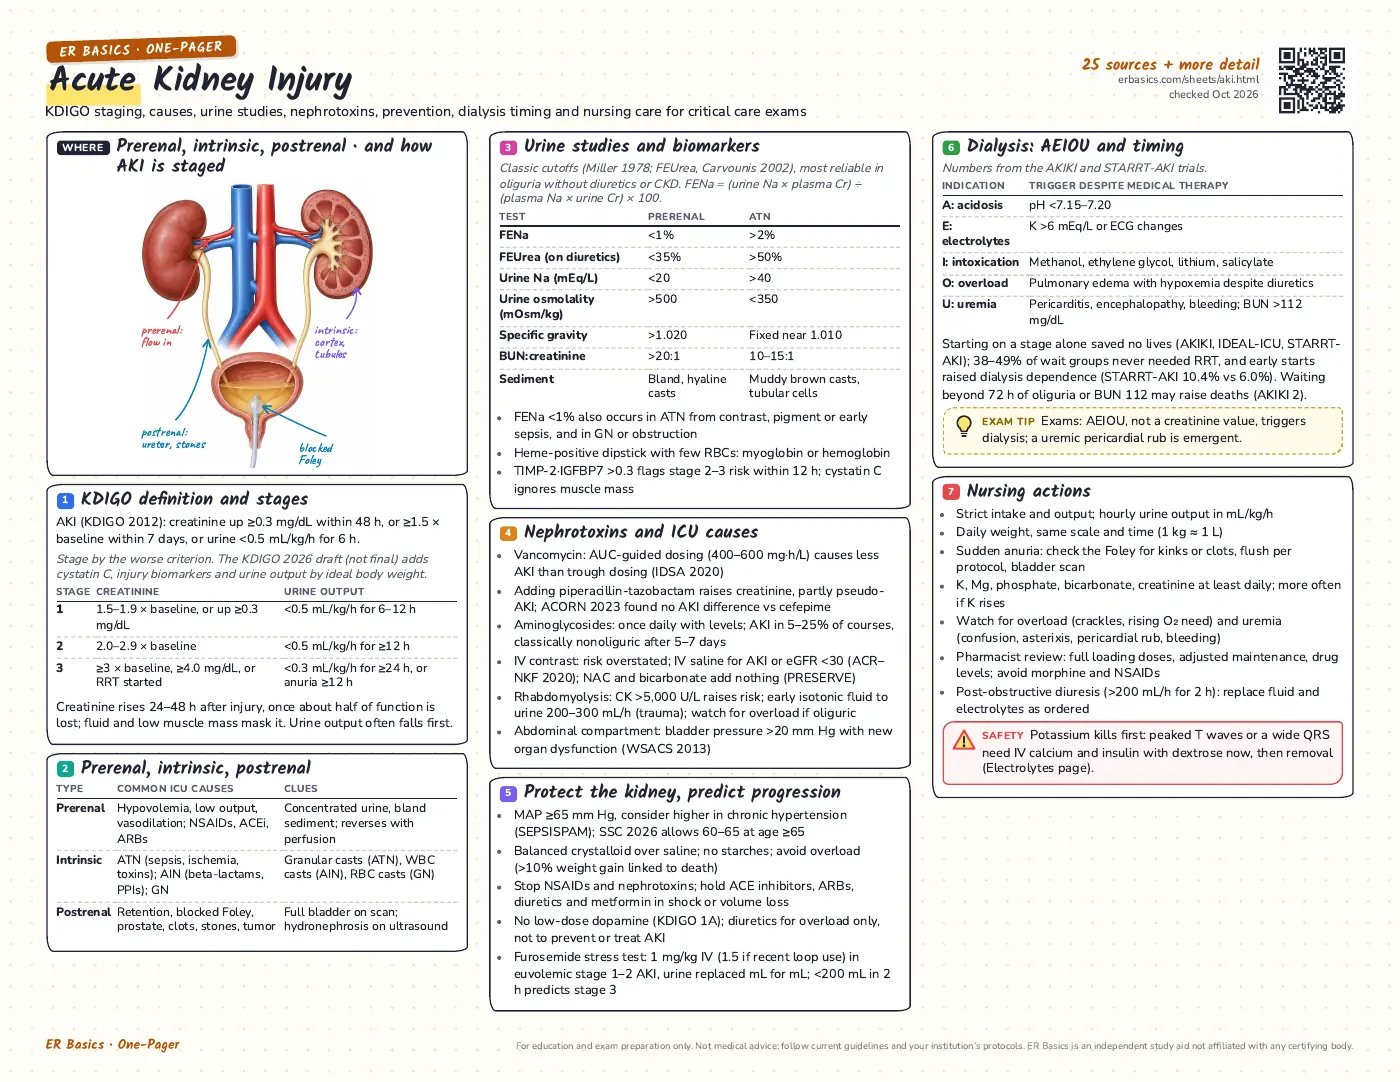 ER BASICS · ONE-PAGER
Acute Kidney Injury
KDIGO staging, causes, urine studies, nephrotoxins, prevention, dialysis timing and nursing care for critical care exams
25 sources + more detail
erbasics.com/sheets/aki.html
checked Oct 2026
WHERE Prerenal, intrinsic, postrenal · and how
AKI is staged
prerenal:
flow in
intrinsic:
cortex,
tubules
postrenal:
ureter, stones
blocked
Foley
1 KDIGO definition and stages
AKI (KDIGO 2012): creatinine up ≥0.3 mg/dL within 48 h, or ≥1.5 ×
baseline within 7 days, or urine <0.5 mL/kg/h for 6 h.
Stage by the worse criterion. The KDIGO 2026 draft (not final) adds
cystatin C, injury biomarkers and urine output by ideal body weight.
STAGE CREATININE URINE OUTPUT
1 1.5–1.9 × baseline, or up ≥0.3 <0.5 mL/kg/h for 6–12 h
mg/dL
2 2.0–2.9 × baseline <0.5 mL/kg/h for ≥12 h
3 ≥3 × baseline, ≥4.0 mg/dL, or <0.3 mL/kg/h for ≥24 h, or
RRT started anuria ≥12 h
Creatinine rises 24–48 h after injury, once about half of function is
lost; fluid and low muscle mass mask it. Urine output often falls first.
2 Prerenal, intrinsic, postrenal
TYPE COMMON ICU CAUSES CLUES
Prerenal Hypovolemia, low output, Concentrated urine, bland
vasodilation; NSAIDs, ACEi, sediment; reverses with
ARBs perfusion
Intrinsic ATN (sepsis, ischemia, Granular casts (ATN), WBC
toxins); AIN (beta-lactams, casts (AIN), RBC casts (GN)
PPIs); GN
Postrenal Retention, blocked Foley, Full bladder on scan;
prostate, clots, stones, tumor hydronephrosis on ultrasound
3 Urine studies and biomarkers
Classic cutoffs (Miller 1978; FEUrea, Carvounis 2002), most reliable in
oliguria without diuretics or CKD. FENa = (urine Na × plasma Cr) ÷
(plasma Na × urine Cr) × 100.
TEST PRERENAL ATN
FENa <1% >2%
FEUrea (on diuretics) <35% >50%
Urine Na (mEq/L) <20 >40
Urine osmolality >500 <350
(mOsm/kg)
Specific gravity >1.020 Fixed near 1.010
BUN:creatinine >20:1 10–15:1
Sediment Bland, hyaline Muddy brown casts,
casts tubular cells
• FENa <1% also occurs in ATN from contrast, pigment or early
sepsis, and in GN or obstruction
• Heme-positive dipstick with few RBCs: myoglobin or hemoglobin
• TIMP-2·IGFBP7 >0.3 flags stage 2–3 risk within 12 h; cystatin C
ignores muscle mass
4 Nephrotoxins and ICU causes
• Vancomycin: AUC-guided dosing (400–600 mg·h/L) causes less
AKI than trough dosing (IDSA 2020)
• Adding piperacillin-tazobactam raises creatinine, partly pseudo-
AKI; ACORN 2023 found no AKI difference vs cefepime
• Aminoglycosides: once daily with levels; AKI in 5–25% of courses,
classically nonoliguric after 5–7 days
• IV contrast: risk overstated; IV saline for AKI or eGFR <30 (ACR–
NKF 2020); NAC and bicarbonate add nothing (PRESERVE)
• Rhabdomyolysis: CK >5,000 U/L raises risk; early isotonic fluid to
urine 200–300 mL/h (trauma); watch for overload if oliguric
• Abdominal compartment: bladder pressure >20 mm Hg with new
organ dysfunction (WSACS 2013)
5 Protect the kidney, predict progression
• MAP ≥65 mm Hg, consider higher in chronic hypertension
(SEPSISPAM); SSC 2026 allows 60–65 at age ≥65
• Balanced crystalloid over saline; no starches; avoid overload
(>10% weight gain linked to death)
• Stop NSAIDs and nephrotoxins; hold ACE inhibitors, ARBs,
diuretics and metformin in shock or volume loss
• No low-dose dopamine (KDIGO 1A); diuretics for overload only,
not to prevent or treat AKI
• Furosemide stress test: 1 mg/kg IV (1.5 if recent loop use) in
euvolemic stage 1–2 AKI, urine replaced mL for mL; <200 mL in 2
h predicts stage 3
6 Dialysis: AEIOU and timing
Numbers from the AKIKI and STARRT-AKI trials.
INDICATION TRIGGER DESPITE MEDICAL THERAPY
A: acidosis pH <7.15–7.20
E: K >6 mEq/L or ECG changes
electrolytes
I: intoxication Methanol, ethylene glycol, lithium, salicylate
O: overload Pulmonary edema with hypoxemia despite diuretics
U: uremia Pericarditis, encephalopathy, bleeding; BUN >112
mg/dL
Starting on a stage alone saved no lives (AKIKI, IDEAL-ICU, STARRT-
AKI); 38–49% of wait groups never needed RRT, and early starts
raised dialysis dependence (STARRT-AKI 10.4% vs 6.0%). Waiting
beyond 72 h of oliguria or BUN 112 may raise deaths (AKIKI 2).
EXAM TIP Exams: AEIOU, not a creatinine value, triggers
dialysis; a uremic pericardial rub is emergent.
7 Nursing actions
• Strict intake and output; hourly urine output in mL/kg/h
• Daily weight, same scale and time (1 kg ≈ 1 L)
• Sudden anuria: check the Foley for kinks or clots, flush per
protocol, bladder scan
• K, Mg, phosphate, bicarbonate, creatinine at least daily; more often
if K rises
• Watch for overload (crackles, rising O₂ need) and uremia
(confusion, asterixis, pericardial rub, bleeding)
• Pharmacist review: full loading doses, adjusted maintenance, drug
levels; avoid morphine and NSAIDs
• Post-obstructive diuresis (>200 mL/h for 2 h): replace fluid and
electrolytes as ordered
SAFETY Potassium kills first: peaked T waves or a wide QRS
need IV calcium and insulin with dextrose now, then removal
(Electrolytes page).
ER Basics · One-Pager
For education and exam preparation only. Not medical advice; follow current guidelines and your institution's protocols. ER Basics is an independent study aid not affiliated with any certifying body.